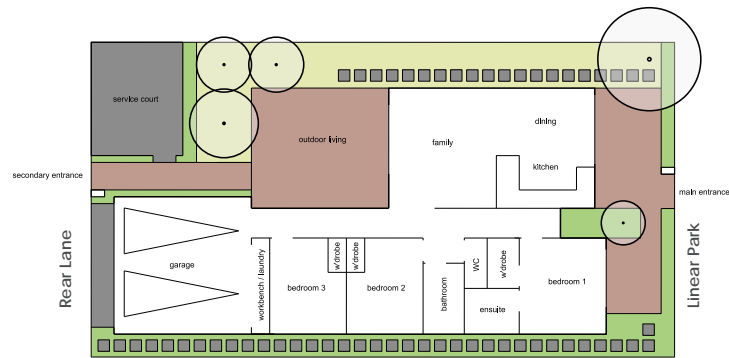 service court
outdoor living
family
dining
kitchen
secondary entrance
main entrance
Rear Lane
Linear Park
garage
workbench / laundry
w'drobe
w'drobe
bedroom 3
bedroom 2
bathroom
WC
w'drobe
ensuite
bedroom 1